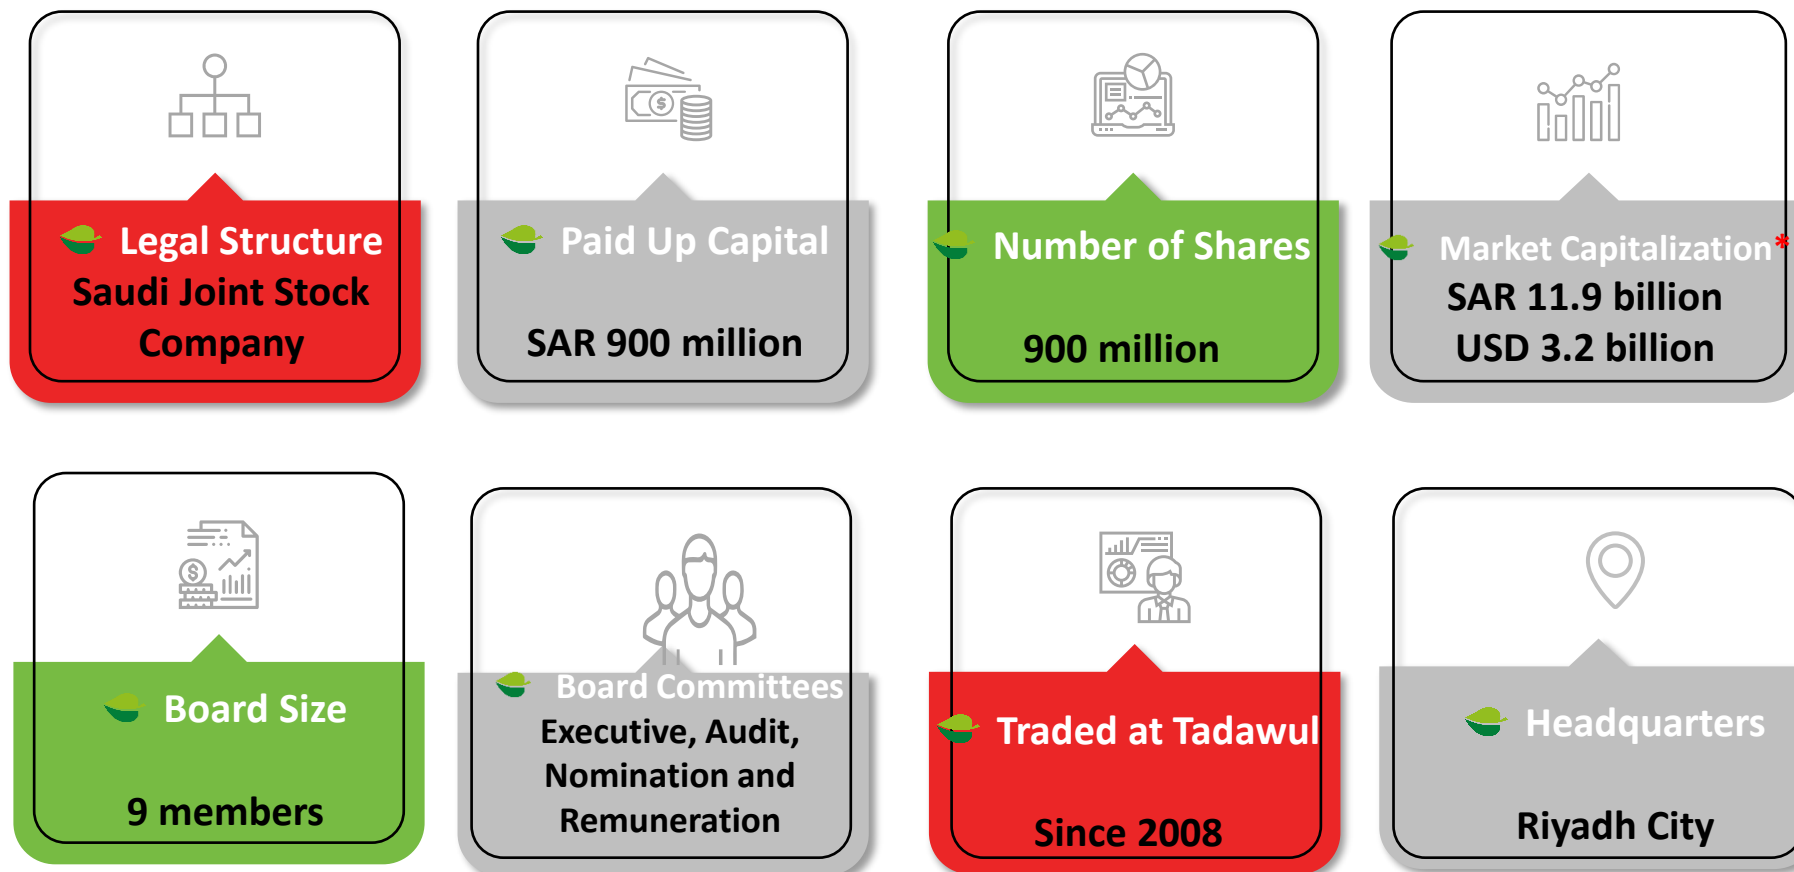 Legal Structure
Saudi Joint Stock
Company
Paid Up Capital
SAR 900 million
Number of Shares
900 million
Market Capitalization*
SAR 11.9 billion
USD 3.2 billion
Board Size
9 members
Board Committees
Executive, Audit,
Nomination and
Remuneration
Traded at Tadawul
Since 2008
Headquarters
Riyadh City